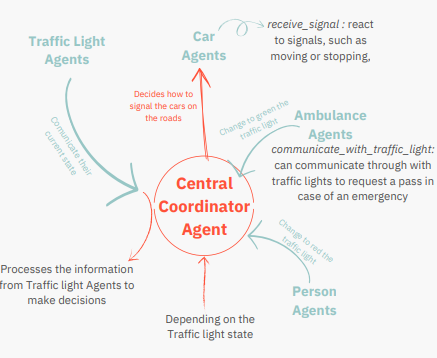 Traffic Light
Agents
Car
Agents
receive_signal : react
to signals, such as
moving or stopping,
Decides how to
signal the cars on
the roads
Comunicate their
current state
Change to green the
traffic light
Ambulance
Agents
communicate_with_traffic_light:
can communicate through with
traffic lights to request a pass in
case of an emergency
Central
Coordinator
Agent
Change to red the
traffic light
Processes the information
from Traffic light Agents to
make decisions
Person
Agents
Depending on the
Traffic light state